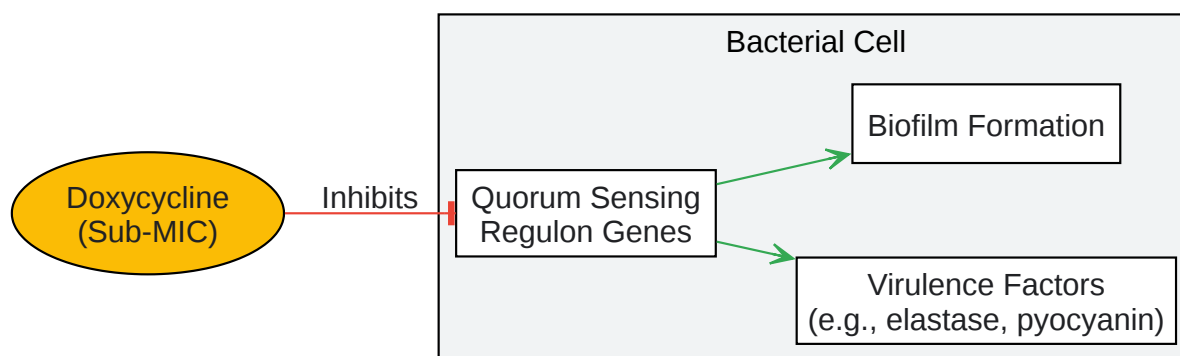 Bacterial Cell
Biofilm Formation
Doxycycline
(Sub-MIC)
Inhibits
Quorum Sensing
Regulon Genes
Virulence Factors
(e.g., elastase, pyocyanin)